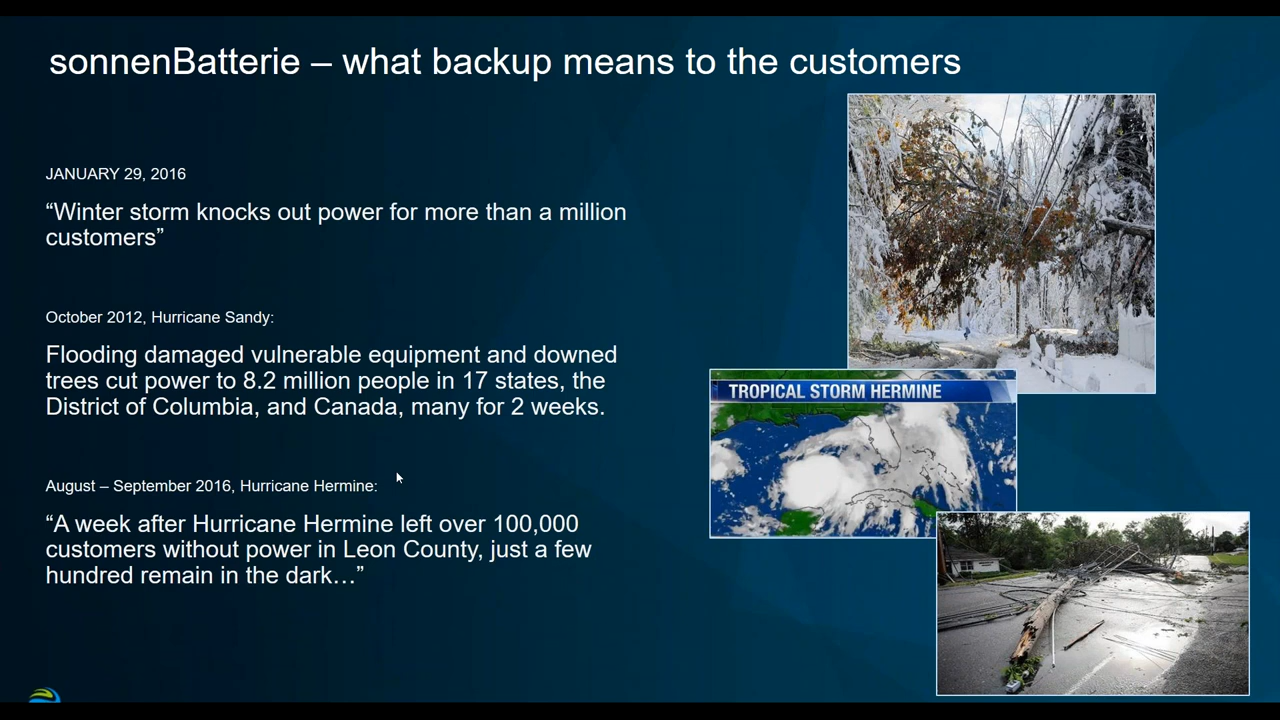 sonnenBatterie – what backup means to the customers
JANUARY 29, 2016
“Winter storm knocks out power for more than a million
customers”
October 2012, Hurricane Sandy:
Flooding damaged vulnerable equipment and downed
trees cut power to 8.2 million people in 17 states, the
District of Columbia, and Canada, many for 2 weeks.
TROPICAL STORM HERMINE
August – September 2016, Hurricane Hermine:
“A week after Hurricane Hermine left over 100,000
customers without power in Leon County, just a few
hundred remain in the dark…”